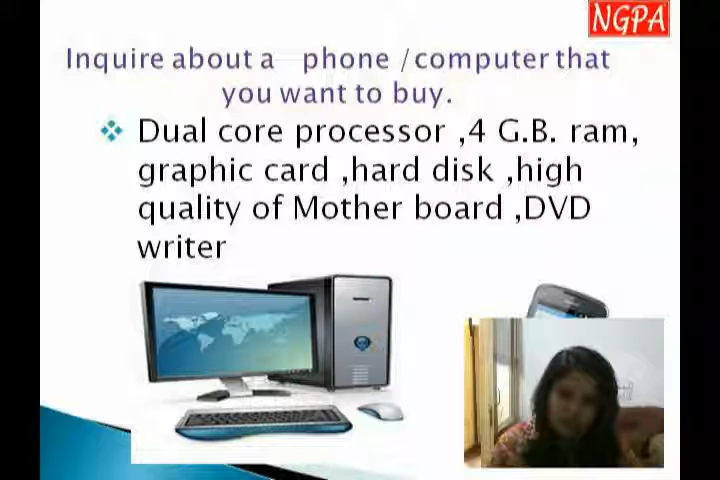 NGPA
Inquire about a phone /computer that
you want to buy.
Dual core processor ,4 G.B. ram,
graphic card ,hard disk ,high
quality of Mother board ,DVD
writer